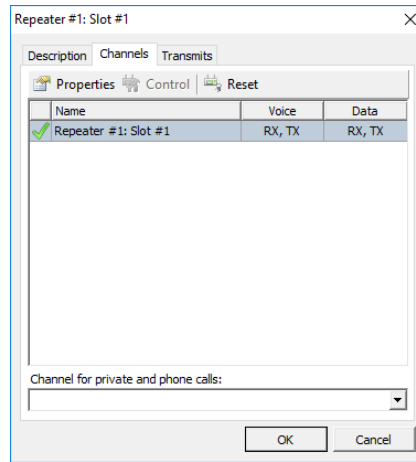 Repeater #1: Slot #1
Description Channels Transmits
Properties Control Reset
Name Voice Data
Repeater #1: Slot #1 RX, TX RX, TX
Channel for private and phone calls:
OK Cancel